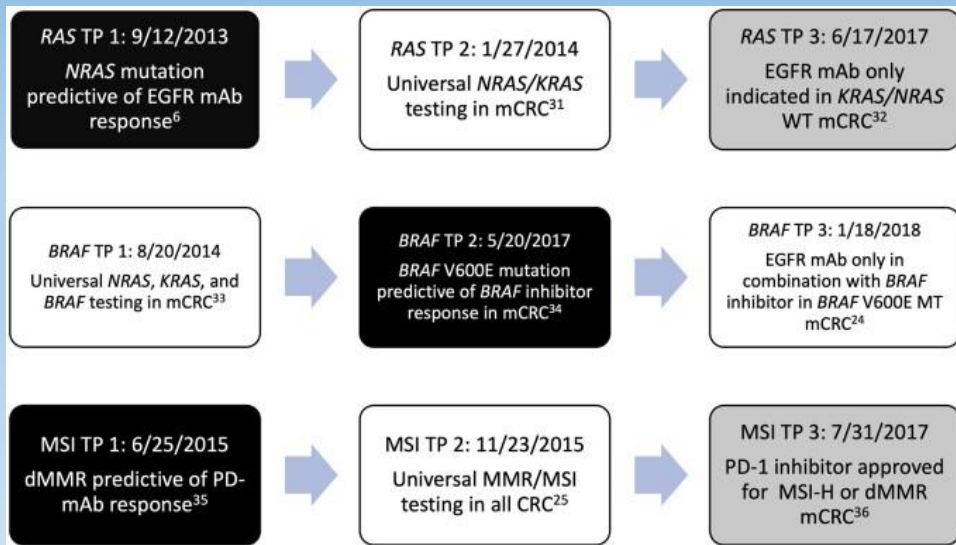 RAS TP 1: 9/12/2013
NRAS mutation
predictive of EGFR mAb
response6
RAS TP 2: 1/27/2014
Universal NRAS/KRAS
testing in mCRC31
RAS TP 3: 6/17/2017
EGFR mAb only
indicated in KRAS/NRAS
WT mCRC32
BRAF TP 1: 8/20/2014
Universal NRAS, KRAS, and
BRAF testing in mCRC33
BRAF TP 2: 5/20/2017
BRAF V600E mutation
predictive of BRAF inhibitor
response in mCRC34
BRAF TP 3: 1/18/2018
EGFR mAb only in
combination with BRAF
inhibitor in BRAF V600E MT
mCRC24
MSI TP 1: 6/25/2015
dMMR predictive of PD-
mAb response35
MSI TP 2: 11/23/2015
Universal MMR/MSI
testing in all CRC25
MSI TP 3: 7/31/2017
PD-1 inhibitor approved
for MSI-H or dMMR
mCRC36